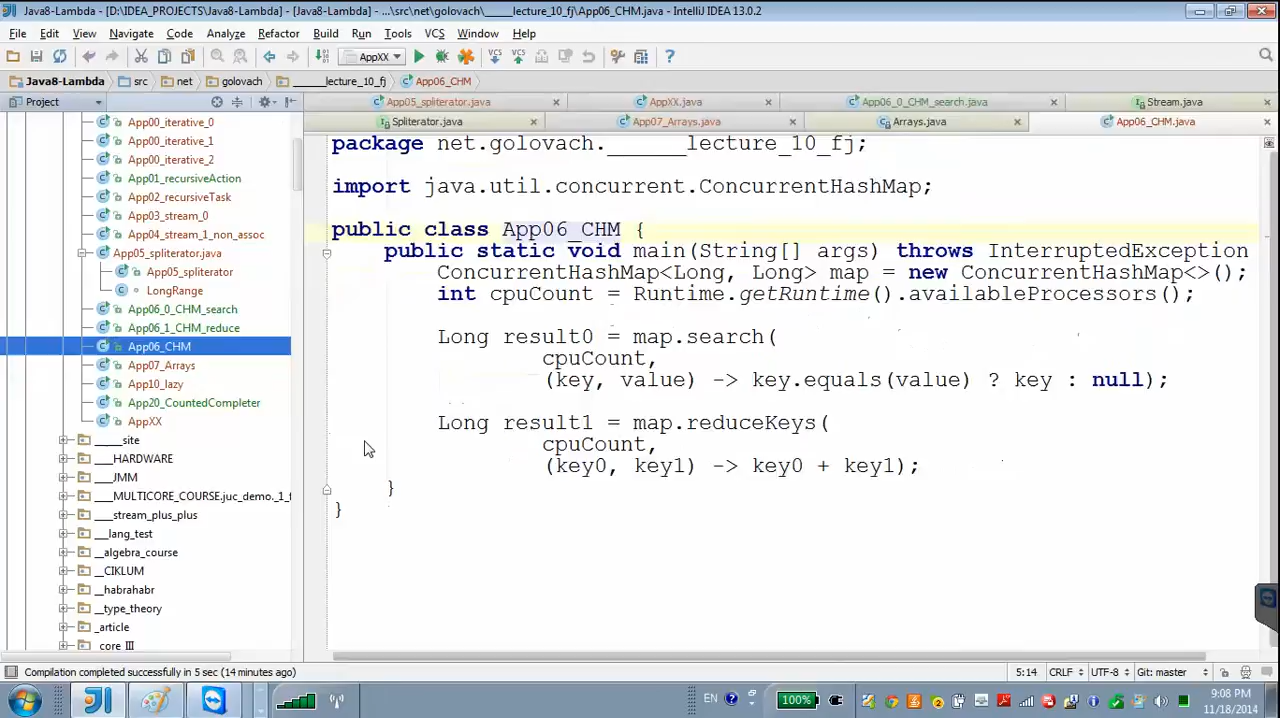 Java8-Lambda - [D:\IDEA_PROJECTS\Java8-Lambda] - [Java8-Lambda] - ...\src\net\golovach\_____lecture_10_fj\App06_CHM.java - IntelliJ IDEA 13.0.2
File Edit View Navigate Code Analyze Refactor Build Run Tools VCS Window Help
AppXX
Java8-Lambda src net golovach ______lecture_10_fj App06_CHM
Project
App05_spliterator.java AppXX.java App06_0_CHM_search.java Stream.java
Spliterator.java App07_Arrays.java Arrays.java App06_CHM.java
App00_iterative_0
App00_iterative_1
App00_iterative_2
App01_recursiveAction
App02_recursiveTask
App03_stream_0
App04_stream_1_non_assoc
App05_spliterator.java
App05_spliterator
LongRange
App06_0_CHM_search
App06_1_CHM_reduce
App06_CHM
App07_Arrays
App10_lazy
App20_CountedCompleter
AppXX
_____site
___HARDWARE
___JMM
___MULTICORE_COURSE.juc_demo._1_f
___stream_plus_plus
___lang_test
__algebra_course
__CIKLUM
__habrahabr
__type_theory
_article
core III
package net.golovach.______lecture_10_fj;
import java.util.concurrent.ConcurrentHashMap;
public class App06_CHM {
public static void main(String[] args) throws InterruptedException
ConcurrentHashMap<Long, Long> map = new ConcurrentHashMap<>();
int cpuCount = Runtime.getRuntime().availableProcessors();
Long result0 = map.search(
cpuCount,
(key, value) -> key.equals(value) ? key : null);
Long result1 = map.reduceKeys(
cpuCount,
(key0, key1) -> key0 + key1);
}
}
Compilation completed successfully in 5 sec (14 minutes ago)
5:14 CRLF UTF-8 Git: master
EN 100%
9:08 PM
11/18/2014